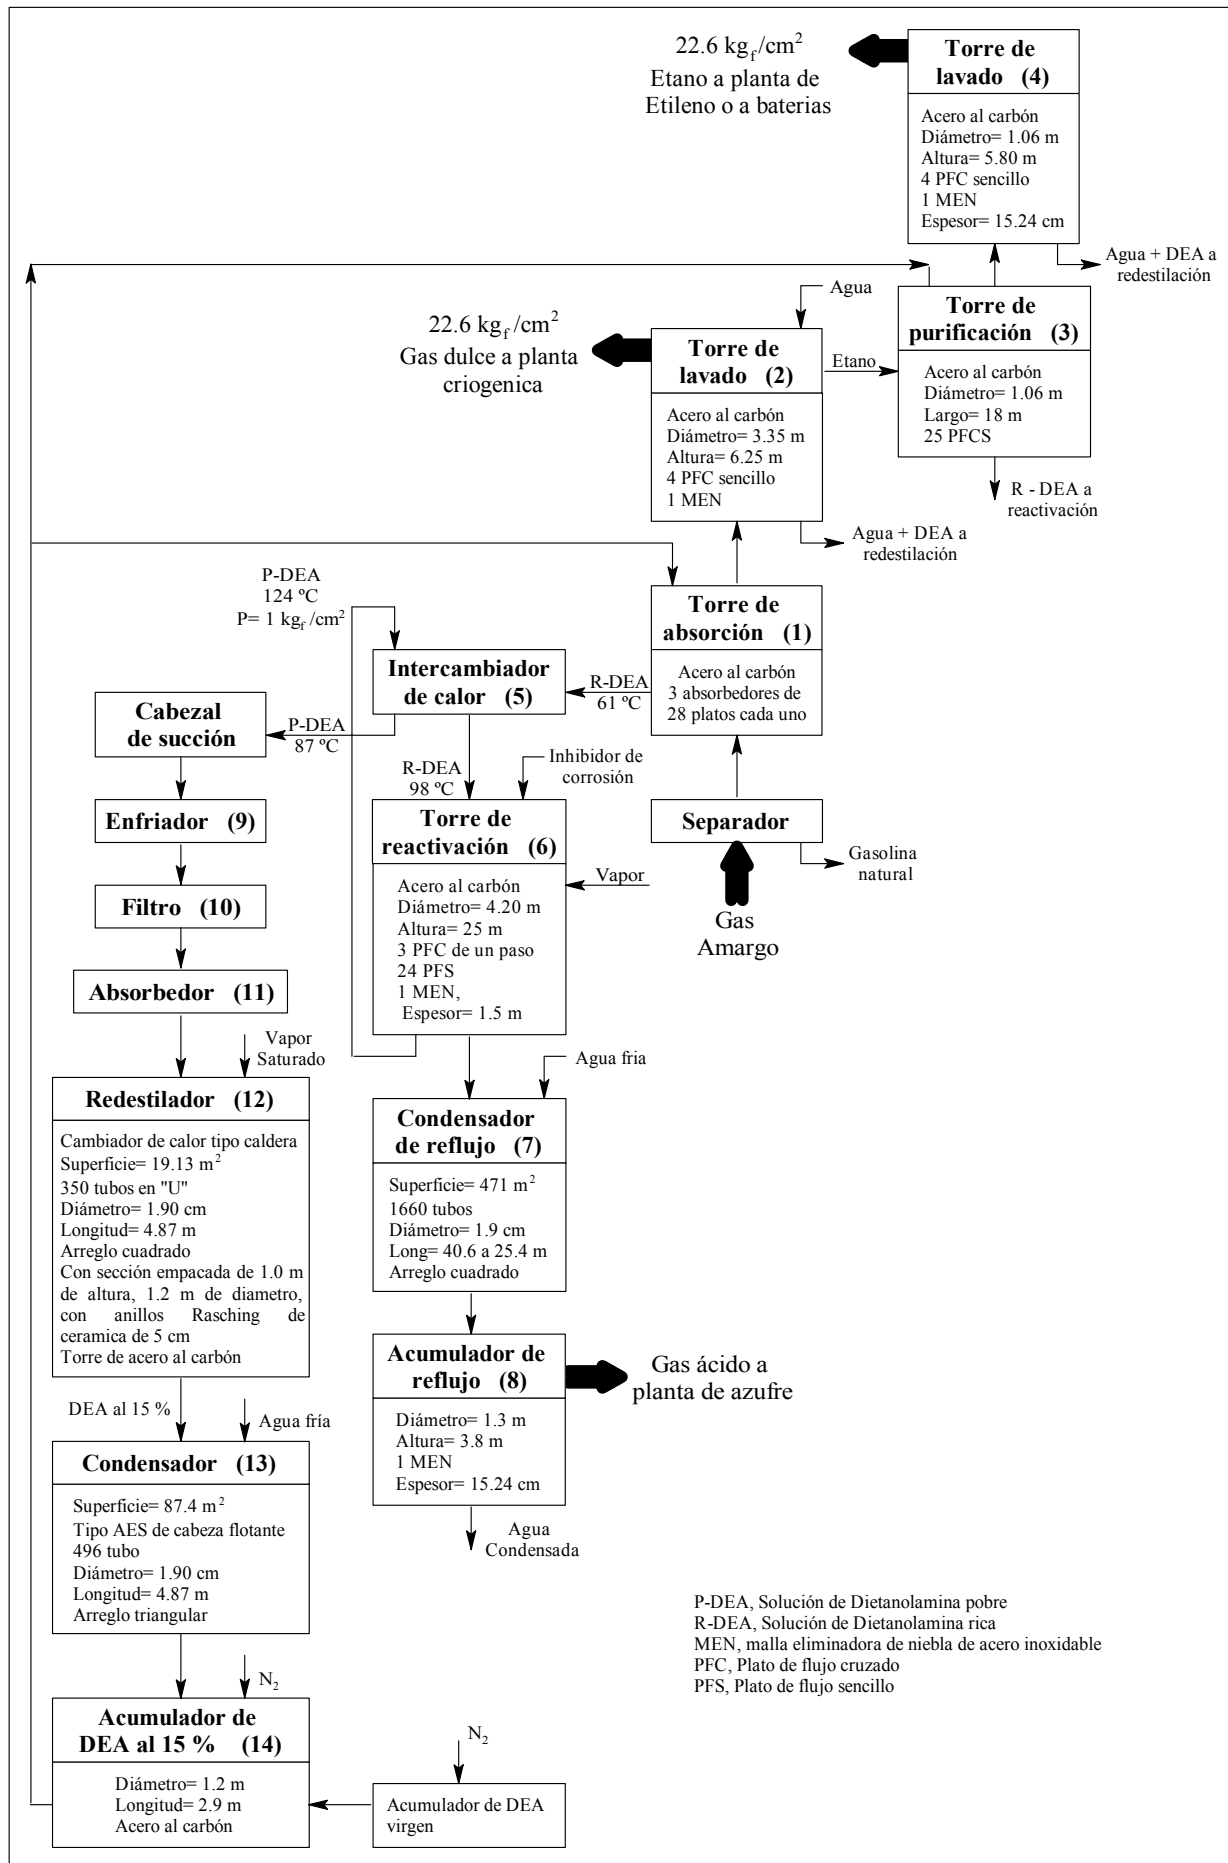 22.6 kgf/cm²
Etano a planta de
Etileno o a baterias
Torre de
lavado (4)
Acero al carbón
Diámetro= 1.06 m
Altura= 5.80 m
4 PFC sencillo
1 MEN
Espesor= 15.24 cm
Agua + DEA a
redestilación
Agua
Torre de
purificación (3)
Acero al carbón
Diámetro= 1.06 m
Largo= 18 m
25 PFCS
R - DEA a
reactivación
22.6 kgf/cm²
Gas dulce a planta
criogenica
Torre de
lavado (2)
Etano
Acero al carbón
Diámetro= 3.35 m
Altura= 6.25 m
4 PFC sencillo
1 MEN
Agua + DEA a
redestilación
P-DEA
124 ºC
P= 1 kgf/cm²
Torre de
absorción (1)
Acero al carbón
3 absorbedores de
28 platos cada uno
Intercambiador
de calor (5)
R-DEA
61 ºC
Cabezal
de succión
P-DEA
87 ºC
R-DEA
98 ºC
Inhibidor de
corrosión
Enfriador (9)
Torre de
reactivación (6)
Acero al carbón
Diámetro= 4.20 m
Altura= 25 m
3 PFC de un paso
24 PFS
1 MEN,
Espesor= 1.5 m
Vapor
Separador
Gasolina
natural
Gas
Amargo
Filtro (10)
Absorbedor (11)
Vapor
Saturado
Agua fria
Redestilador (12)
Cambiador de calor tipo caldera
Superficie= 19.13 m²
350 tubos en "U"
Diámetro= 1.90 cm
Longitud= 4.87 m
Arreglo cuadrado
Con sección empacada de 1.0 m
de altura, 1.2 m de diametro,
con anillos Rasching de
ceramica de 5 cm
Torre de acero al carbón
Condensador
de reflujo (7)
Superficie= 471 m²
1660 tubos
Diámetro= 1.9 cm
Long= 40.6 a 25.4 m
Arreglo cuadrado
Acumulador de
reflujo (8)
Diámetro= 1.3 m
Altura= 3.8 m
1 MEN
Espesor= 15.24 cm
Gas ácido a
planta de azufre
Agua
Condensada
DEA al 15 %
Agua fría
Condensador (13)
Superficie= 87.4 m²
Tipo AES de cabeza flotante
496 tubo
Diámetro= 1.90 cm
Longitud= 4.87 m
Arreglo triangular
N₂
Acumulador de
DEA al 15 % (14)
Diámetro= 1.2 m
Longitud= 2.9 m
Acero al carbón
N₂
Acumulador de DEA
virgen
P-DEA, Solución de Dietanolamina pobre
R-DEA, Solución de Dietanolamina rica
MEN, malla eliminadora de niebla de acero inoxidable
PFC, Plato de flujo cruzado
PFS, Plato de flujo sencillo